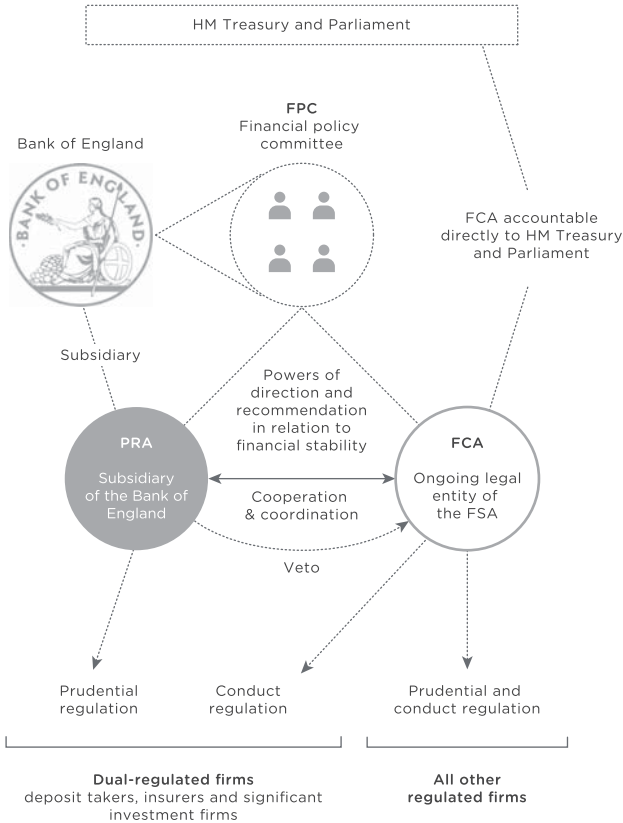 HM Treasury and Parliament
FPC
Financial policy
committee
Bank of England
BANK OF ENGLAND
FCA accountable
directly to HM Treasury
and Parliament
Subsidiary
Powers of
direction and
recommendation
in relation to
financial stability
PRA
Subsidiary
of the Bank of
England
FCA
Ongoing legal
entity of
the FSA
Cooperation
& coordination
Veto
Prudential
regulation
Conduct
regulation
Prudential and
conduct regulation
Dual-regulated firms
deposit takers, insurers and significant
investment firms
All other
regulated firms